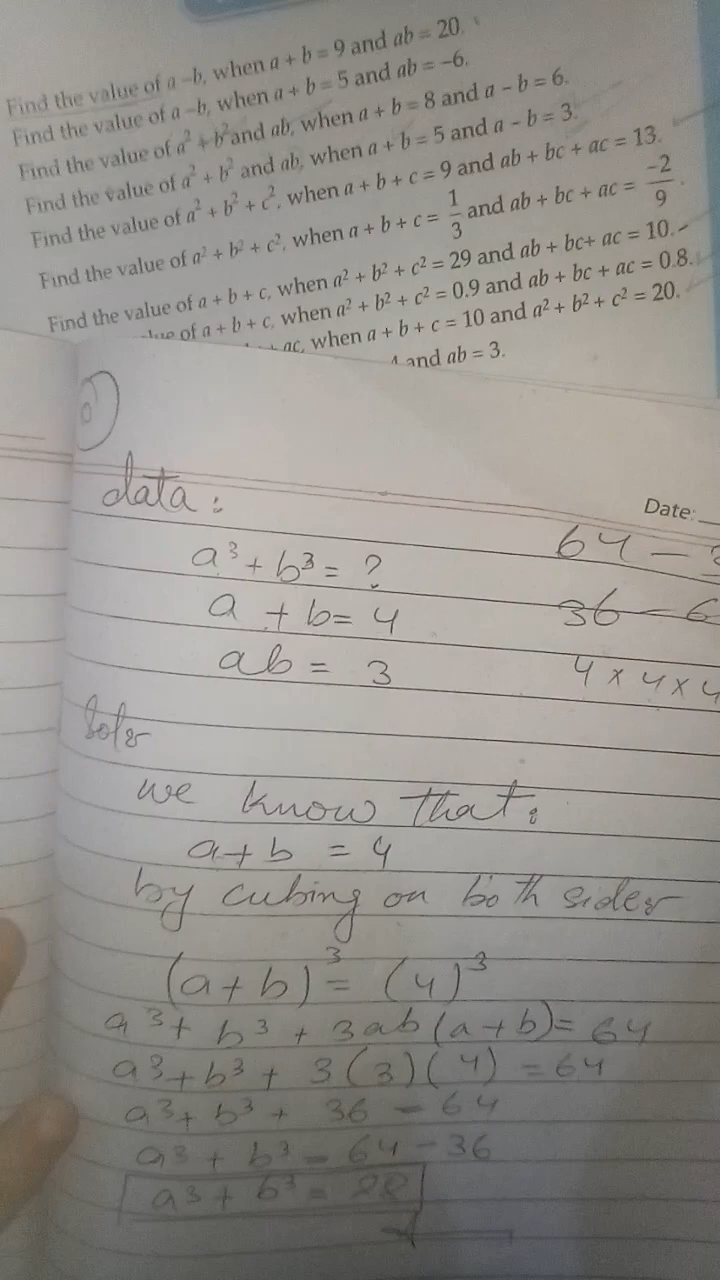 Find the value of a – b, when a + b = 9 and ab = 20.
Find the value of a – b, when a + b = 5 and ab = –6.
Find the value of a² + b² and ab, when a + b = 8 and a – b = 6.
Find the value of a² + b² and ab, when a + b = 5 and a – b = 3.
Find the value of a² + b² + c², when a + b + c = 9 and ab + bc + ac = 13.
Find the value of a² + b² + c², when a + b + c = 1/3 and ab + bc + ac = -2/9.
Find the value of a + b + c, when a² + b² + c² = 29 and ab + bc+ ac = 10.
of a + b + c, when a² + b² + c² = 0.9 and ab + bc + ac = 0.8.
ac, when a + b + c = 10 and a² + b² + c² = 20.
and ab = 3.
data:
Date:
a³ + b³ = ?
64 –
a + b = 4
36 – 6
ab = 3
4 x 4 x 4
we know that:
a + b = 4
by cubing on both sides
(a + b)³ = (4)³
a³ + b³ + 3ab(a + b) = 64
a³ + b³ + 3(3)(4) = 64
a³ + b³ + 36 = 64
a³ + b³ = 64 – 36
a³ + b³ = 28